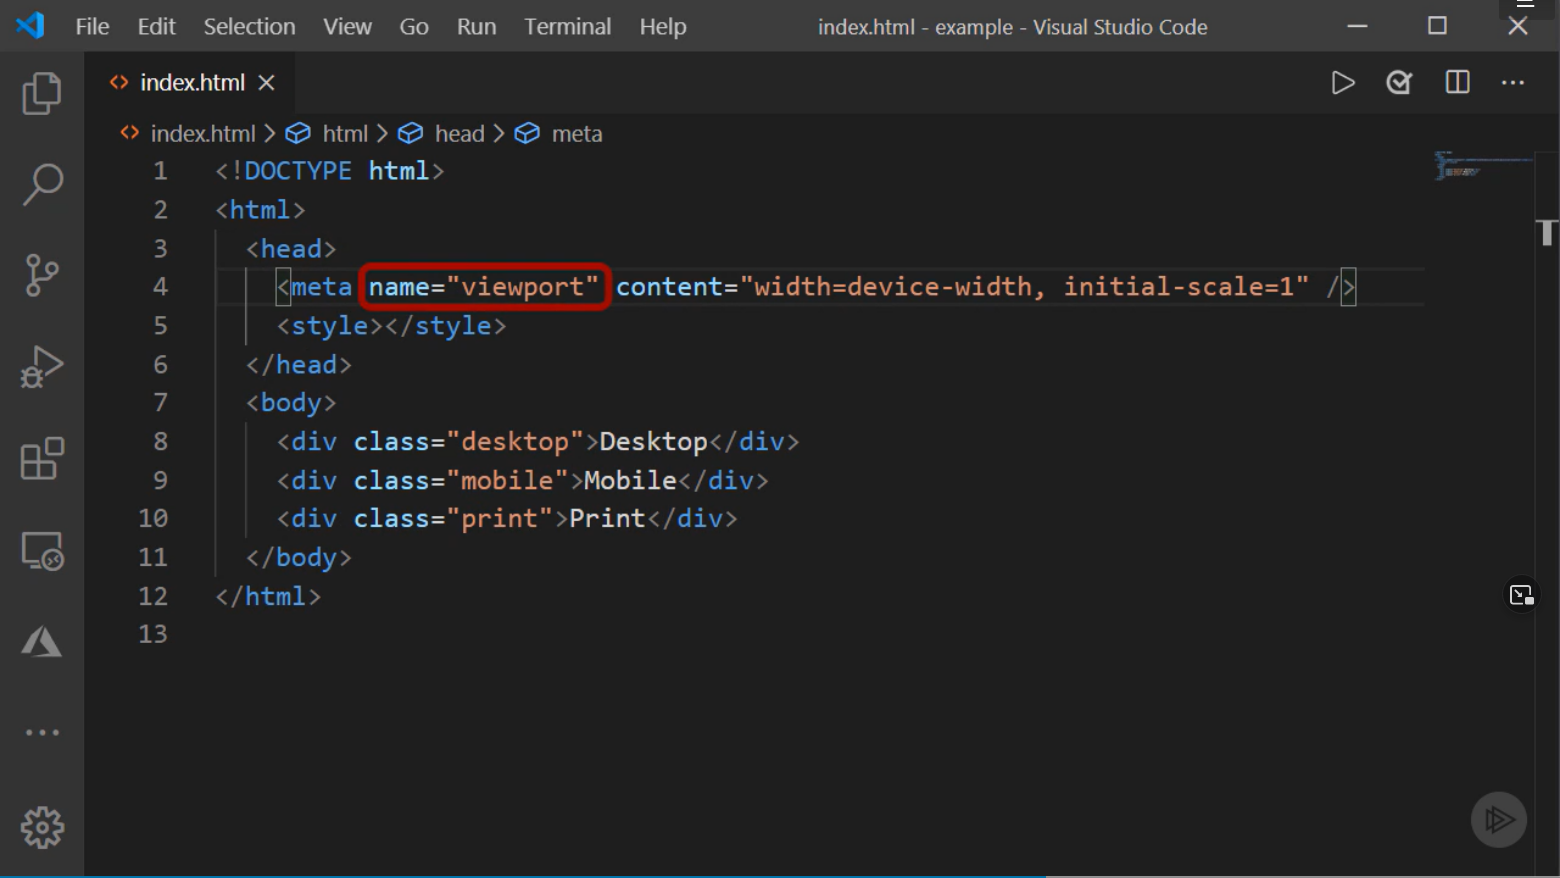 File Edit Selection View Go Run Terminal Help index.html - example - Visual Studio Code
index.html
index.html > html > head > meta
1 <!DOCTYPE html>
2 <html>
3 <head>
4 <meta name="viewport" content="width=device-width, initial-scale=1" />
5 <style></style>
6 </head>
7 <body>
8 <div class="desktop">Desktop</div>
9 <div class="mobile">Mobile</div>
10 <div class="print">Print</div>
11 </body>
12 </html>
13